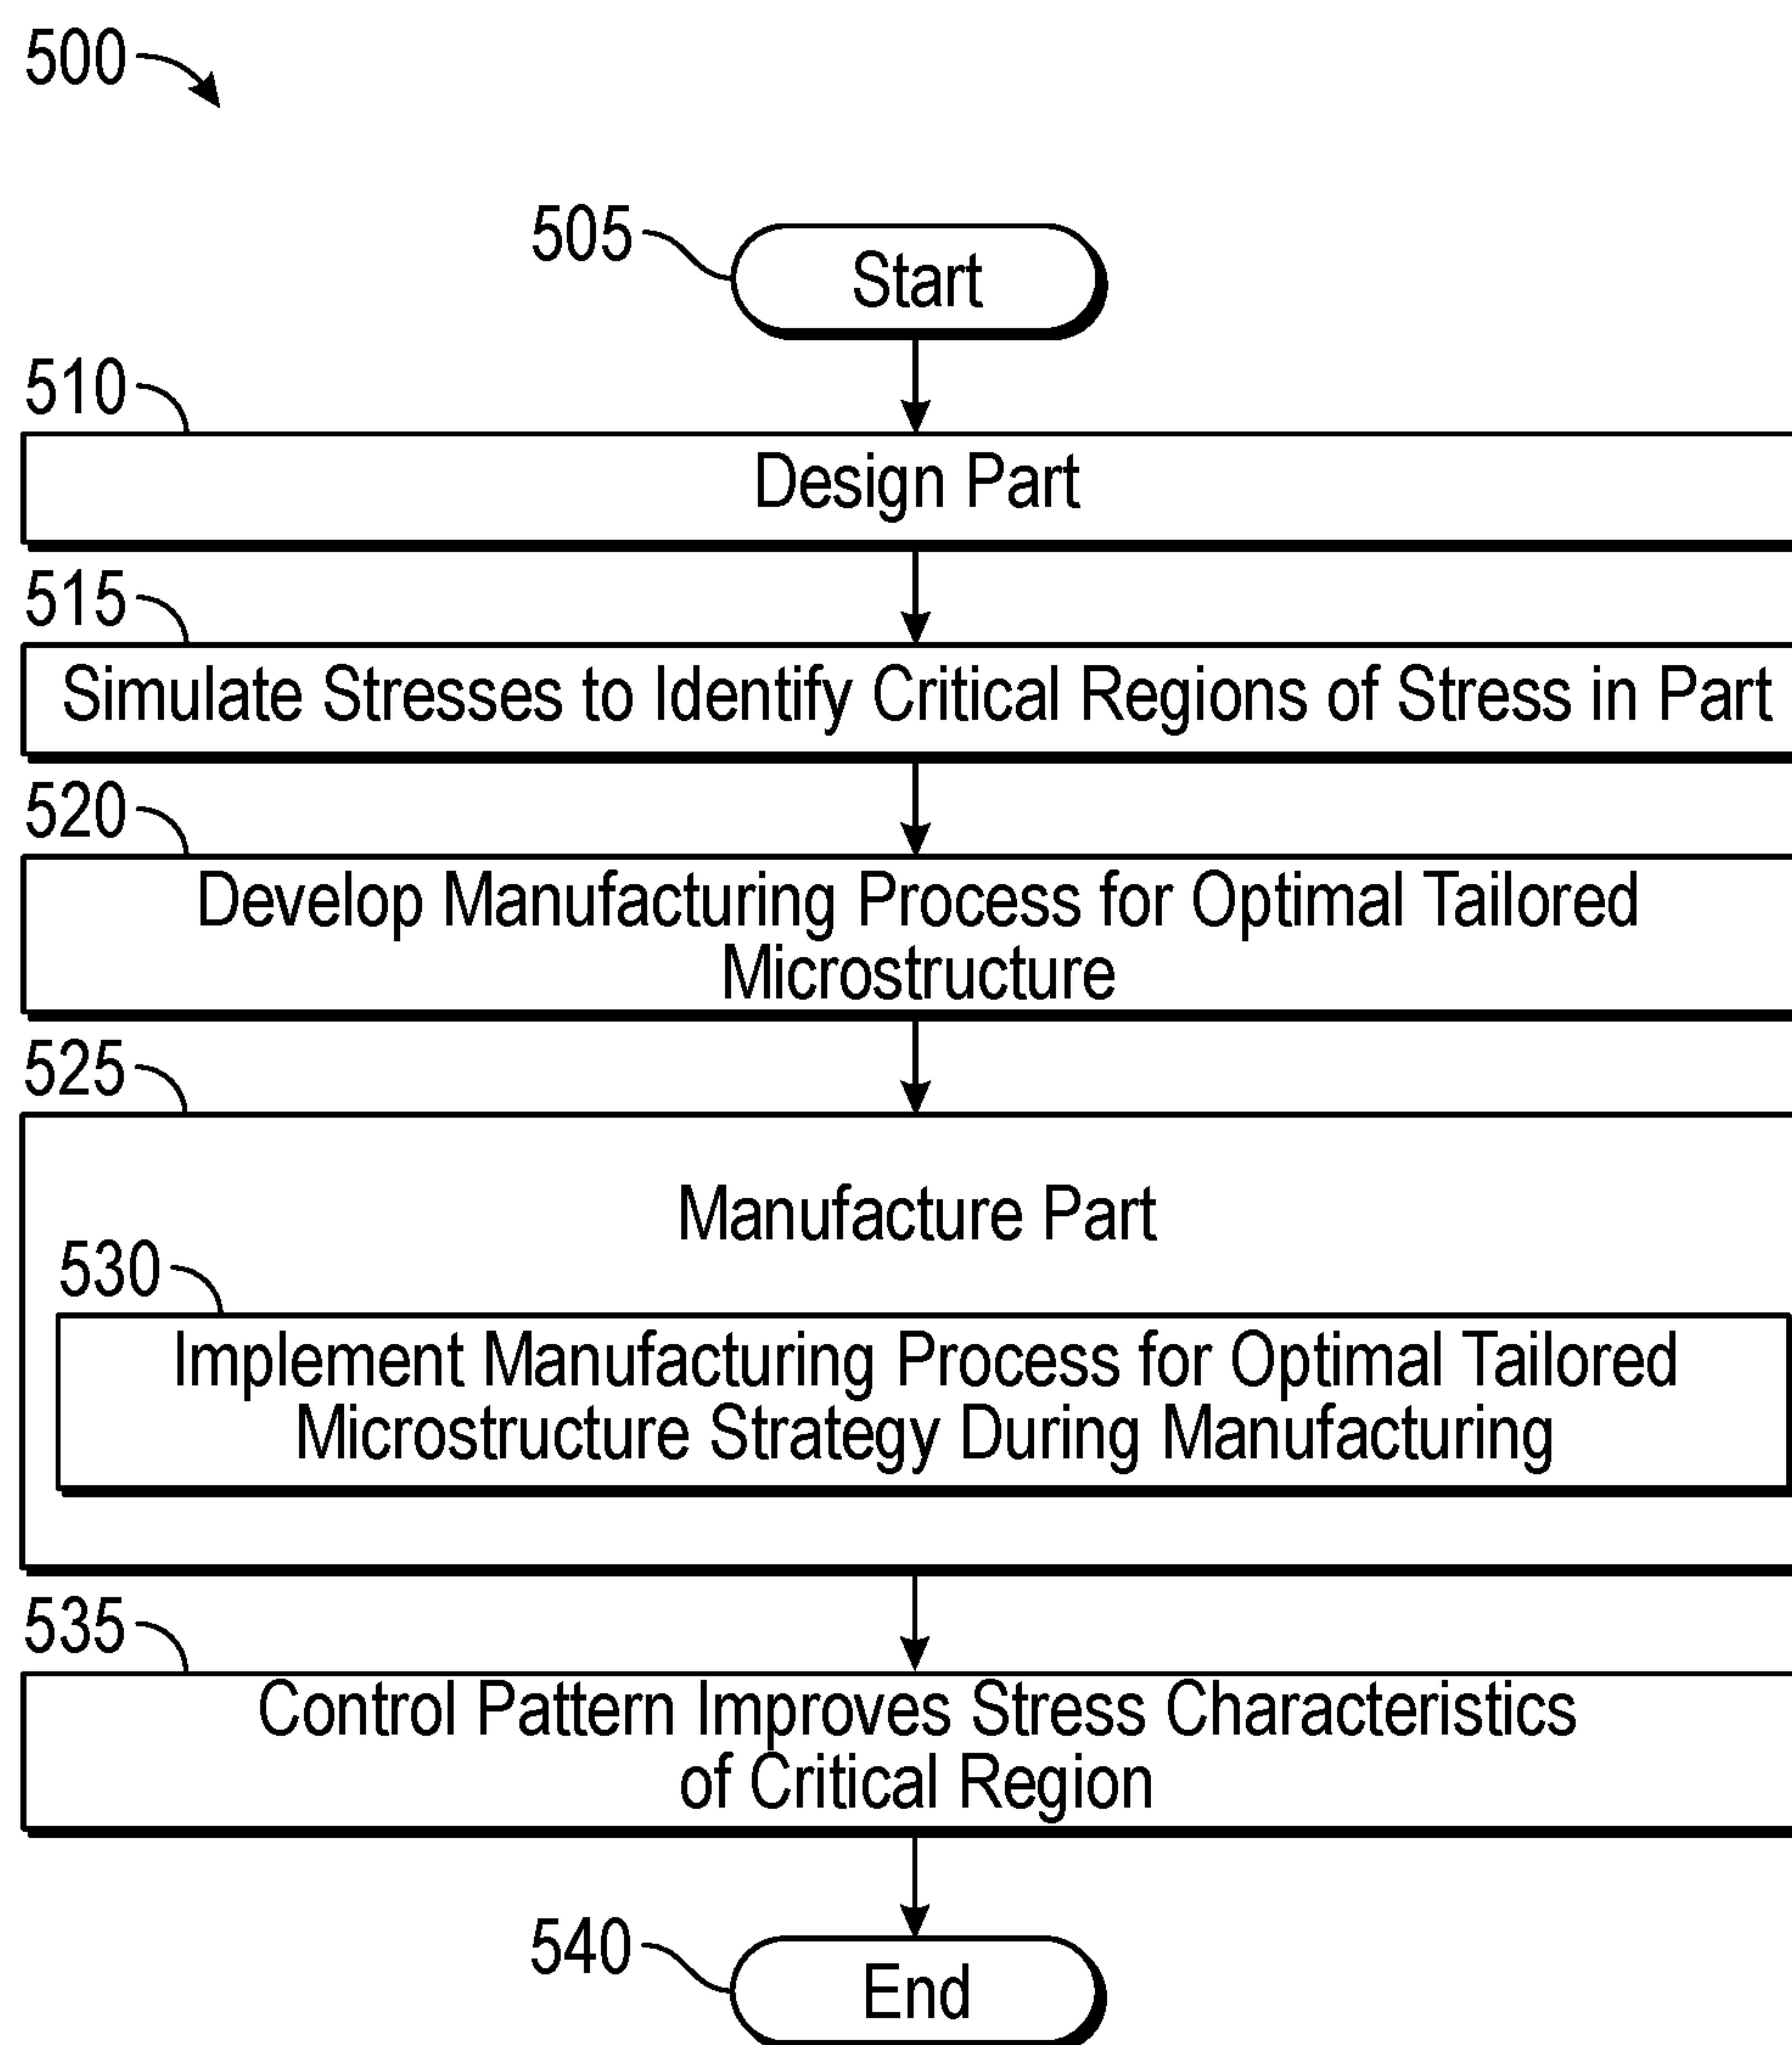 500
505
Start
510
Design Part
515
Simulate Stresses to Identify Critical Regions of Stress in Part
520
Develop Manufacturing Process for Optimal Tailored
Microstructure
525
Manufacture Part
530
Implement Manufacturing Process for Optimal Tailored
Microstructure Strategy During Manufacturing
535
Control Pattern Improves Stress Characteristics
of Critical Region
540
End